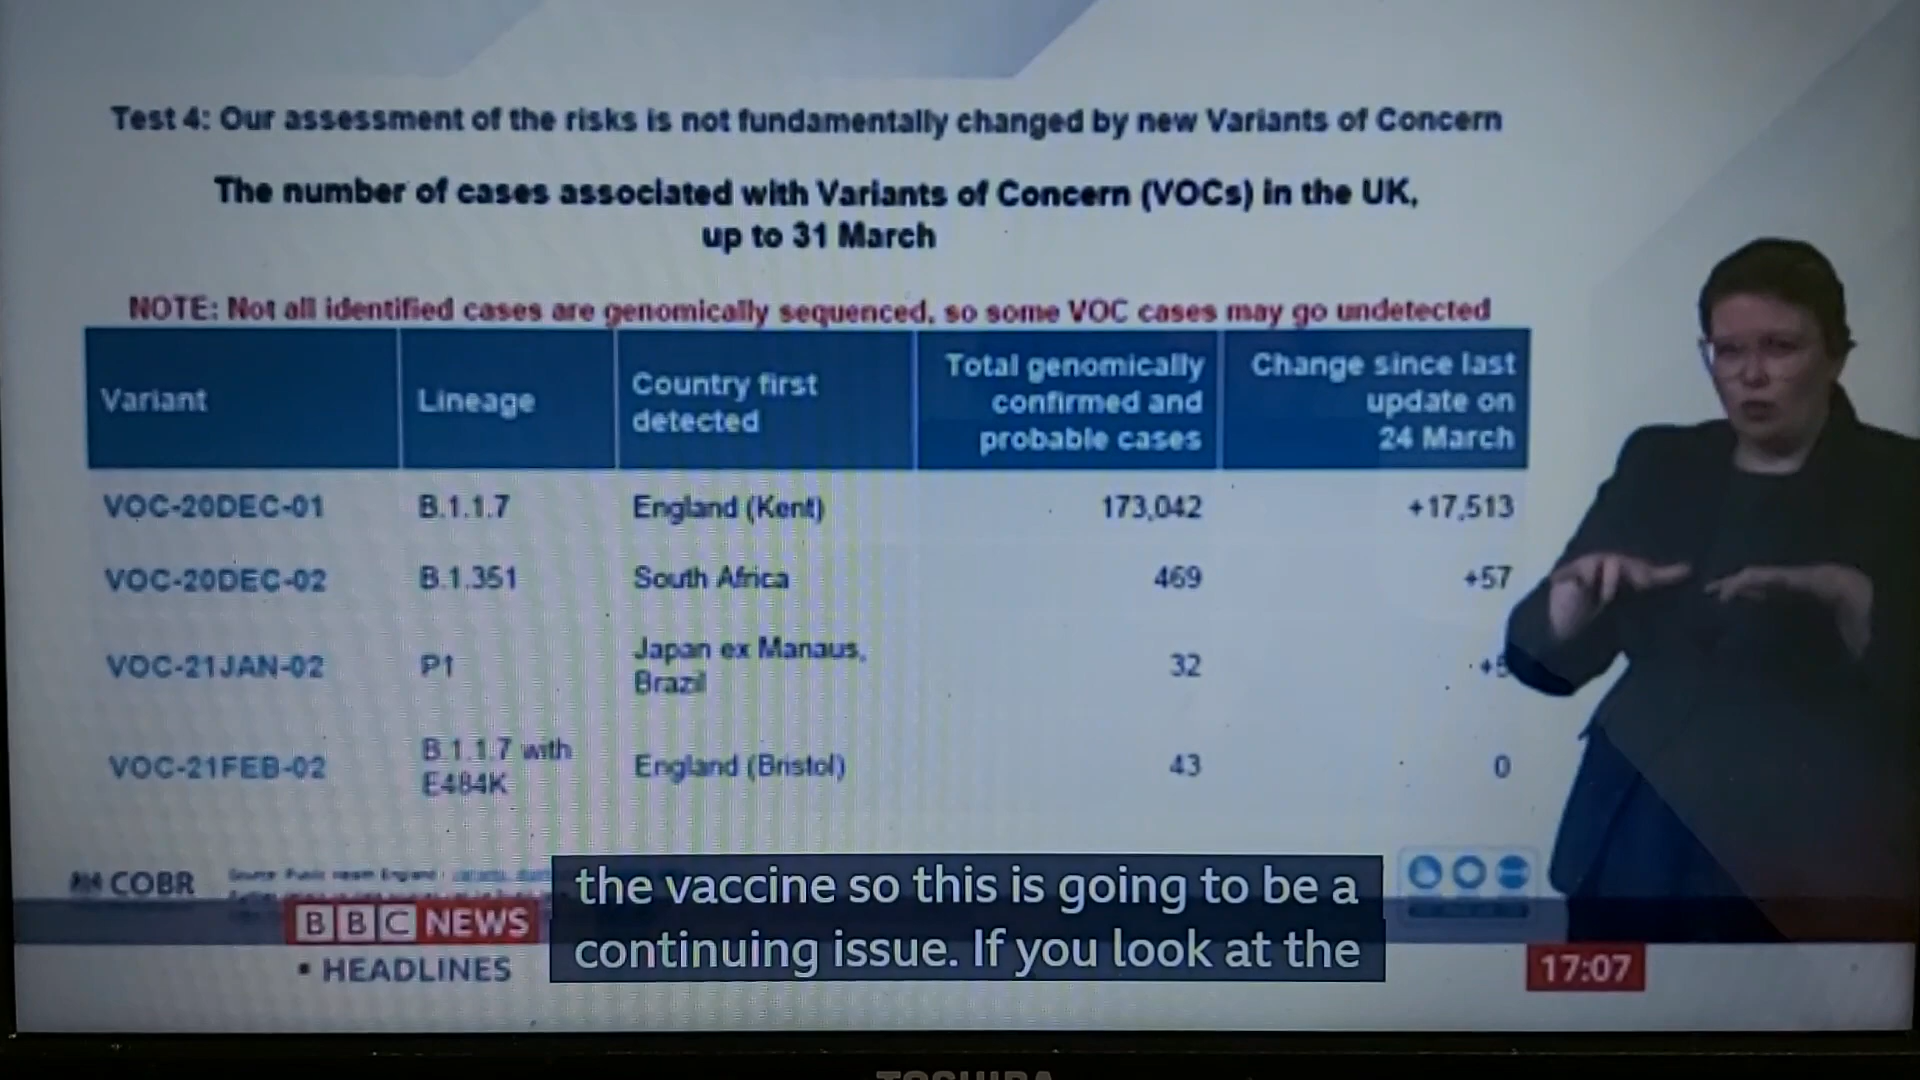 Test 4: Our assessment of the risks is not fundamentally changed by new Variants of Concern
The number of cases associated with Variants of Concern (VOCs) in the UK,
up to 31 March
NOTE: Not all identified cases are genomically sequenced, so some VOC cases may go undetected
Variant
Lineage
Country first
detected
Total genomically
confirmed and
probable cases
Change since last
update on
24 March
VOC-20DEC-01 B.1.1.7 England (Kent) 173,042 +17,513
VOC-20DEC-02 B.1.351 South Africa 469 +57
VOC-21JAN-02 P1 Japan ex Manaus,
Brazil 32 +5
VOC-21FEB-02 B.1.1.7 with
E484K England (Bristol) 43 0
COBR
Source: Public Health England
the vaccine so this is going to be a
continuing issue. If you look at the
BBC NEWS
• HEADLINES
17:07
TOSHIBA